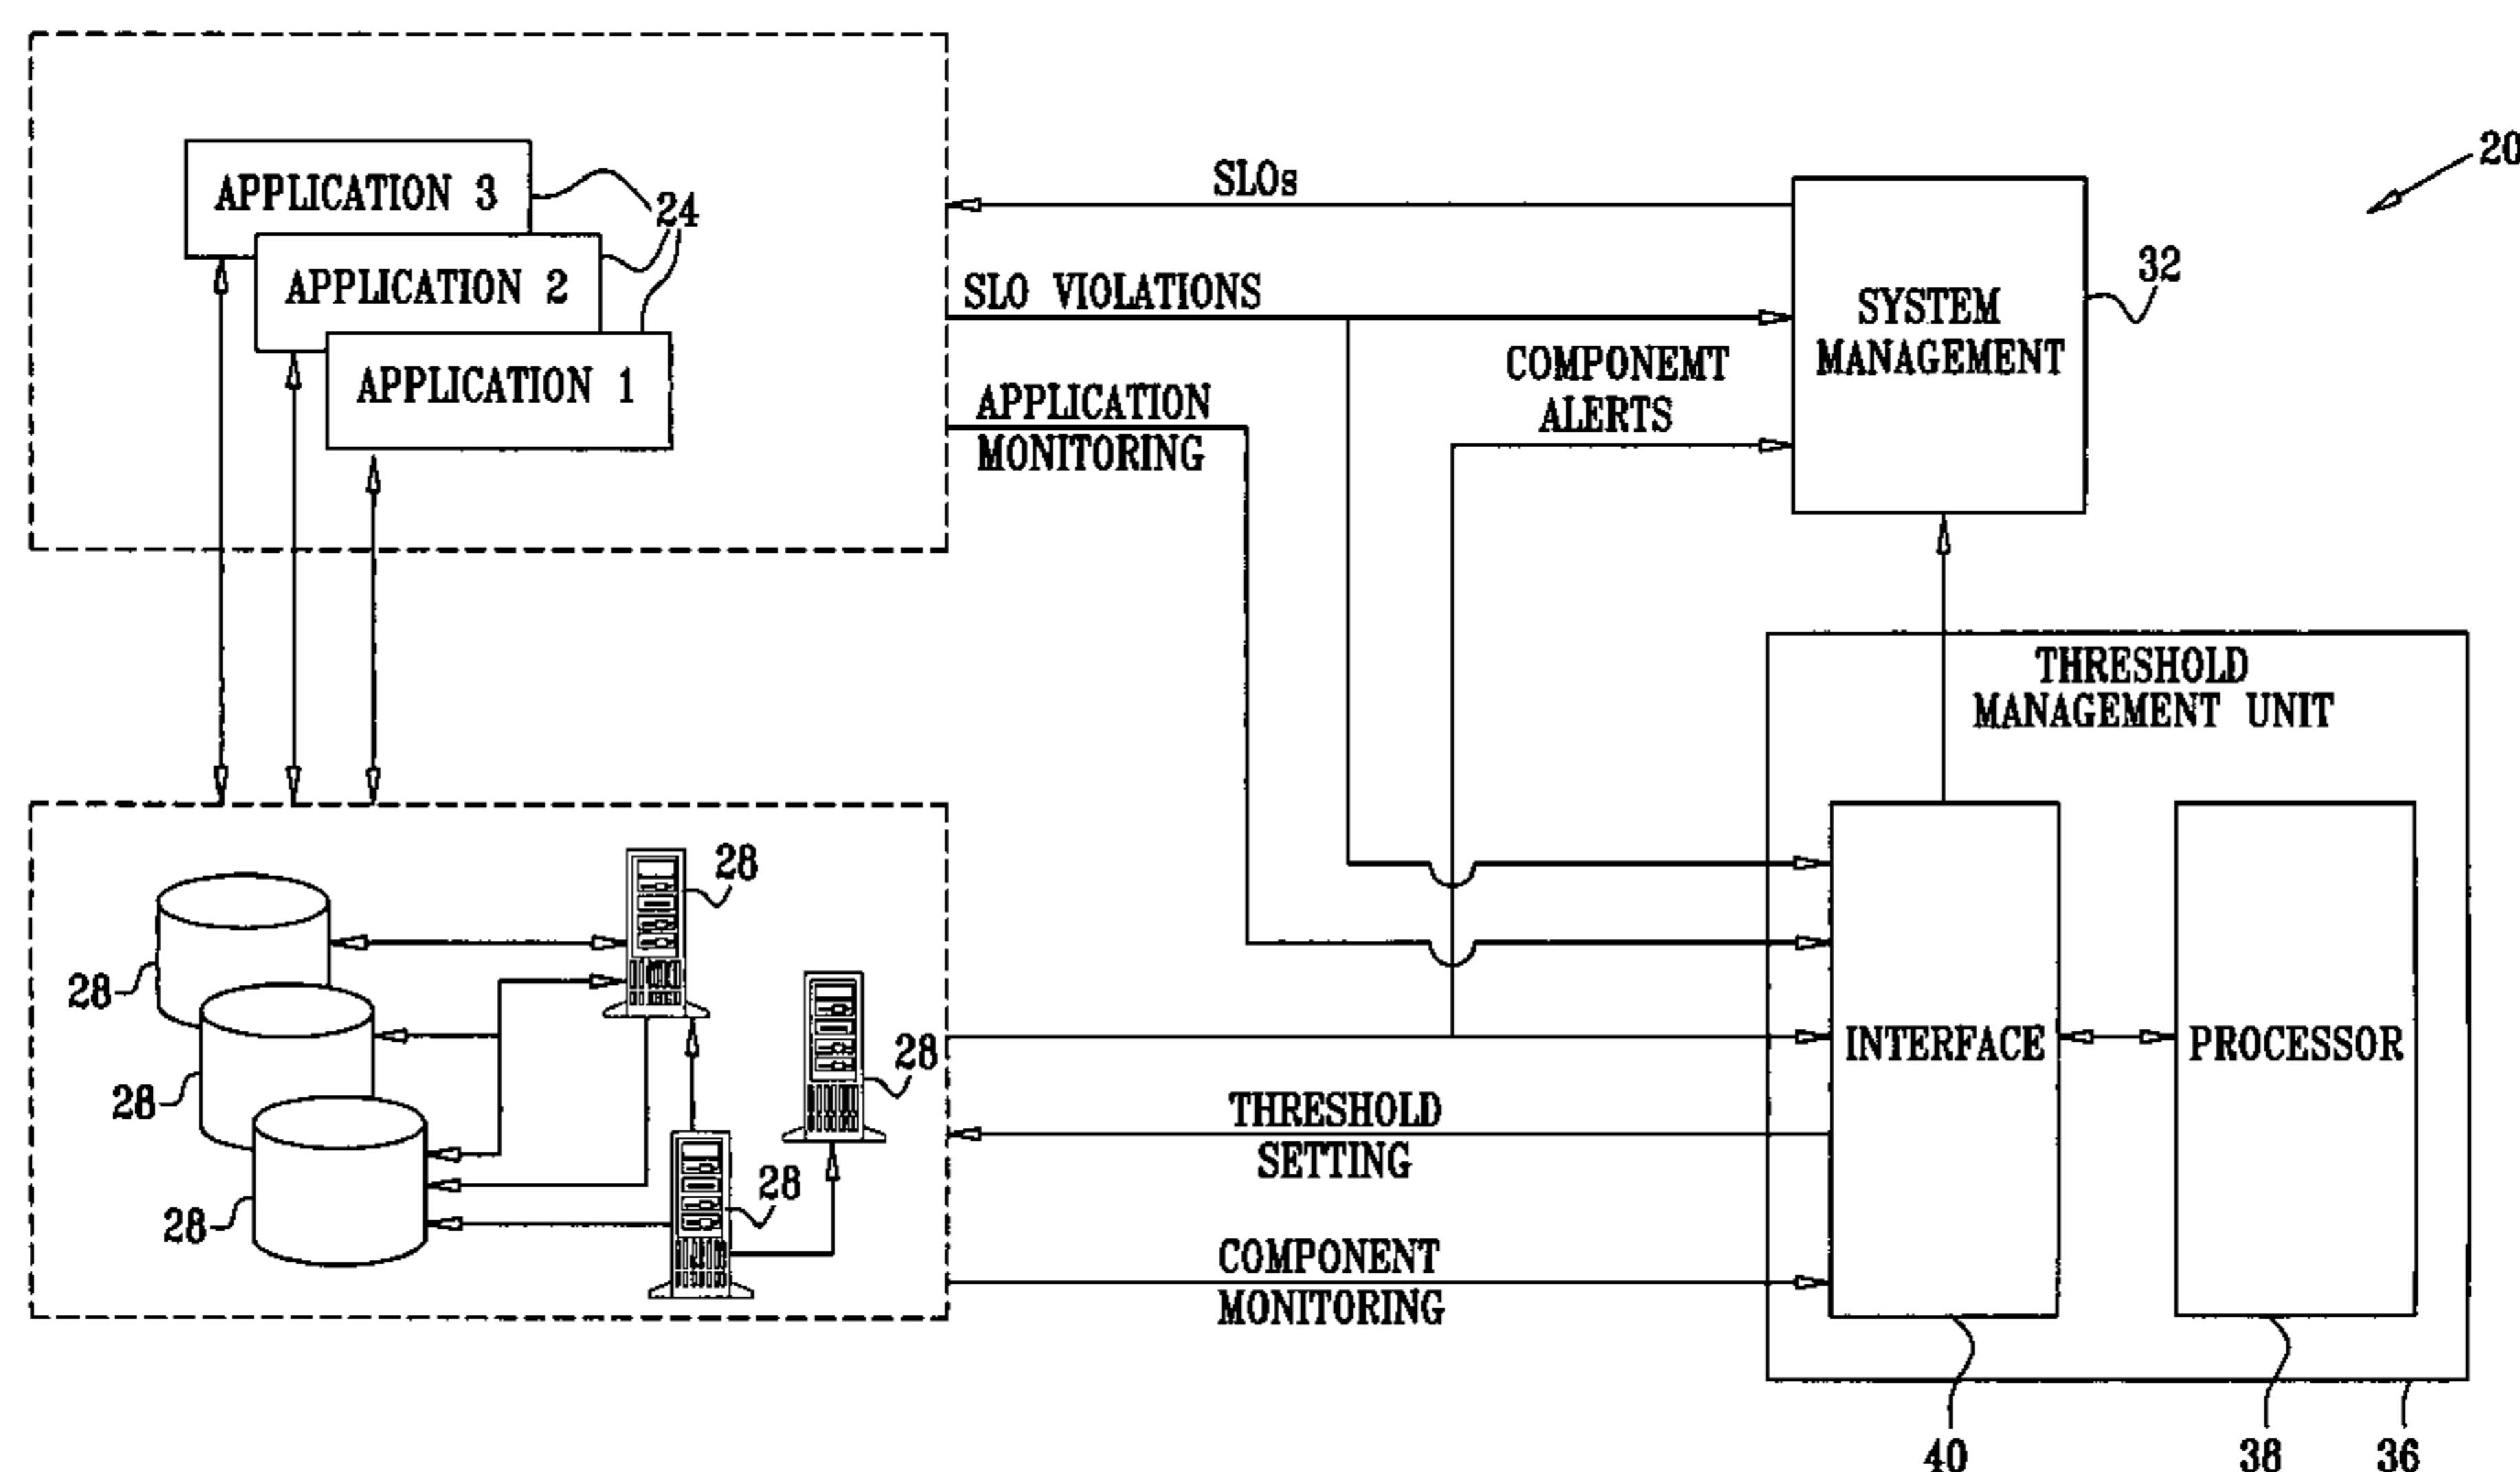 APPLICATION 3
24
APPLICATION 2
APPLICATION 1
SLOs
SLO VIOLATIONS
APPLICATION
MONITORING
COMPONEMT
ALERTS
SYSTEM
MANAGEMENT
20
32
THRESHOLD
MANAGEMENT UNIT
INTERFACE
PROCESSOR
28
28
28
28
28
28
THRESHOLD
SETTING
COMPONENT
MONITORING
40
38
36